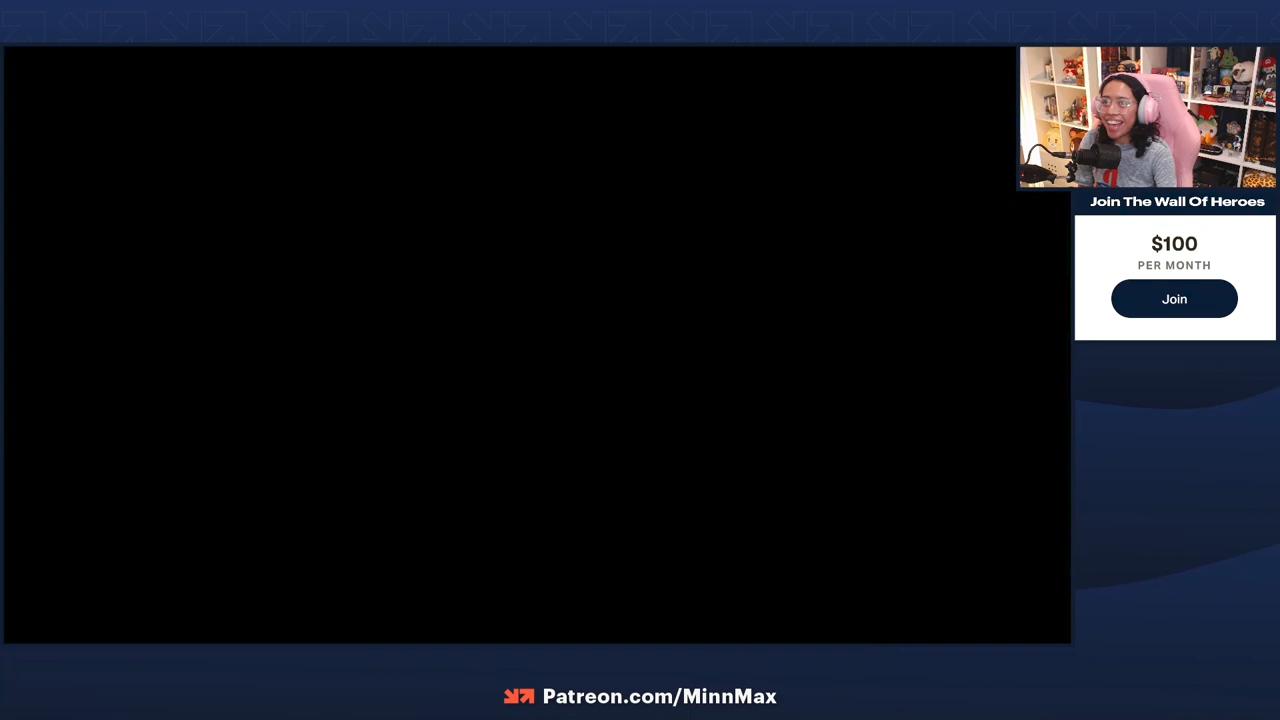 Join The Wall Of Heroes
$100
PER MONTH
Join
Patreon.com/MinnMax